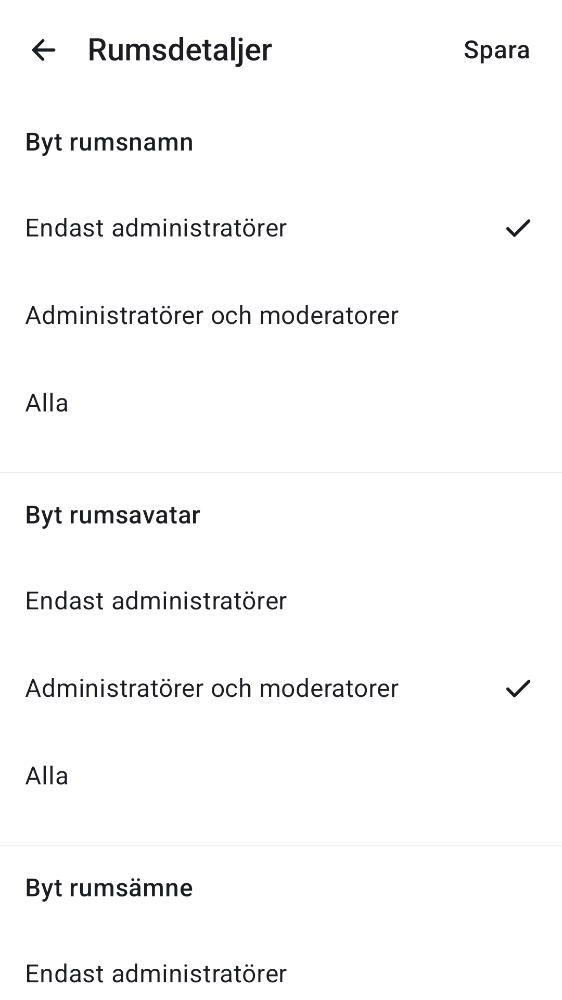 Rumsdetaljer
Spara
Byt rumsnamn
Endast administratörer
Administratörer och moderatorer
Alla
Byt rumsavatar
Endast administratörer
Administratörer och moderatorer
Alla
Byt rumsämne
Endast administratörer